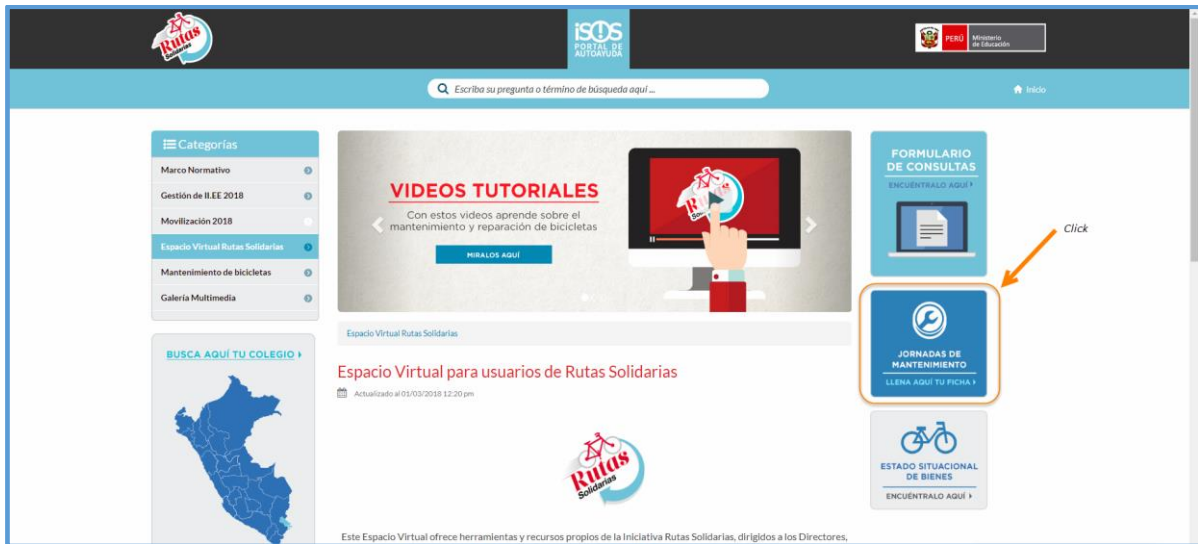 Rutas
Solidarias
iSOS
PORTAL DE
AUTOAYUDA
PERÚ
Ministerio
de Educación
Escriba su pregunta o término de búsqueda aquí ...
Inicio
Categorías
Marco Normativo
Gestión de II.EE 2018
Movilización 2018
Espacio Virtual Rutas Solidarias
Mantenimiento de bicicletas
Galería Multimedia
BUSCA AQUÍ TU COLEGIO
VIDEOS TUTORIALES
Con estos videos aprende sobre el
mantenimiento y reparación de bicicletas
MIRALOS AQUÍ
Espacio Virtual Rutas Solidarias
Espacio Virtual para usuarios de Rutas Solidarias
Actualizado al 01/03/2018 12:20 pm
Rutas
Solidarias
Este Espacio Virtual ofrece herramientas y recursos propios de la Iniciativa Rutas Solidarias, dirigidos a los Directores,
FORMULARIO
DE CONSULTAS
ENCUÉNTRALO AQUÍ
Click
JORNADAS DE
MANTENIMIENTO
LLENA AQUÍ TU FICHA
ESTADO SITUACIONAL
DE BIENES
ENCUÉNTRALO AQUÍ